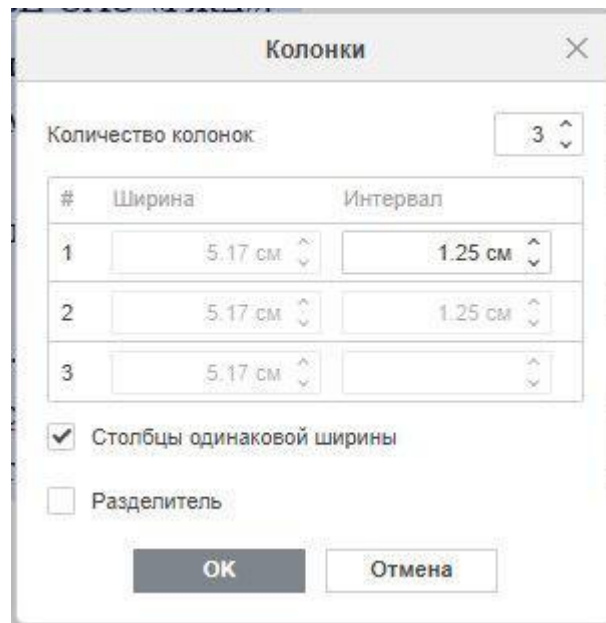 Колонки
Количество колонок 3
# Ширина Интервал
1 5.17 см 1.25 см
2 5.17 см 1.25 см
3 5.17 см
Столбцы одинаковой ширины
Разделитель
OK Отмена